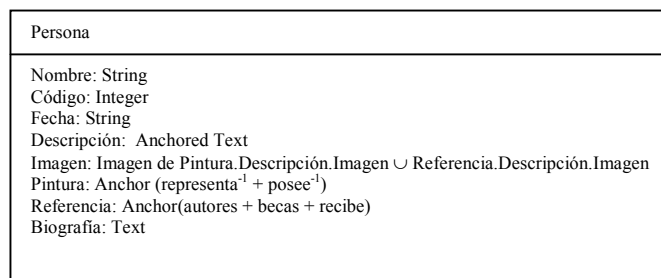 Persona
Nombre: String
Código: Integer
Fecha: String
Descripción:  Anchored Text
Imagen: Imagen de Pintura.Descripción.Imagen ∪ Referencia.Descripción.Imagen
Pintura: Anchor (representa⁻¹ + posee⁻¹)
Referencia: Anchor(autores + becas + recibe)
Biografía: Text